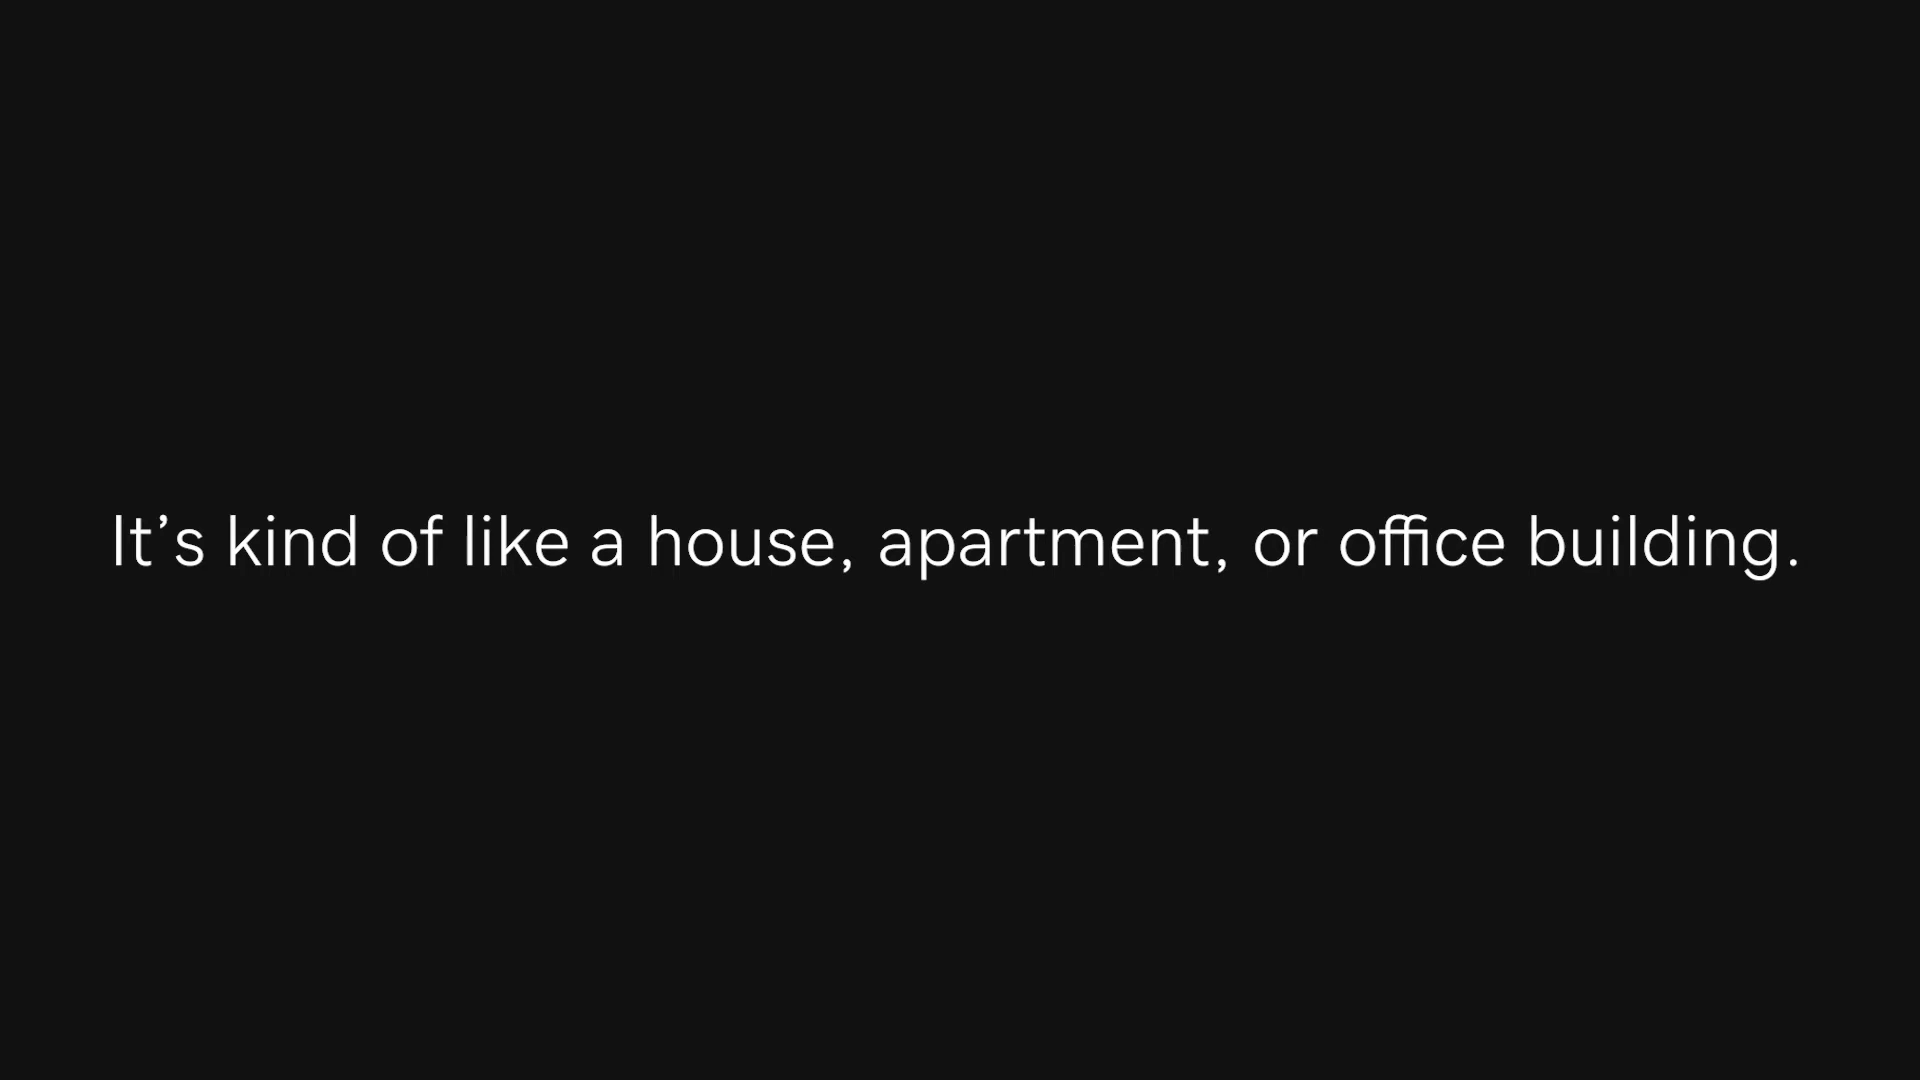 It’s kind of like a house, apartment, or office building.